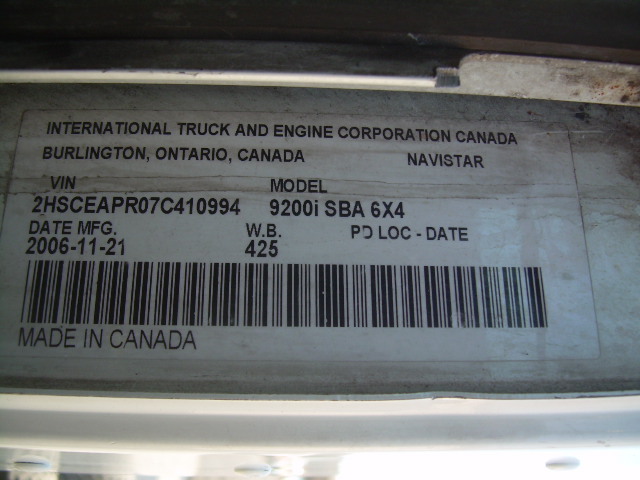 INTERNATIONAL TRUCK AND ENGINE CORPORATION CANADA
BURLINGTON, ONTARIO, CANADA NAVISTAR
VIN MODEL
2HSCEAPR07C410994 9200i SBA 6X4
DATE MFG. W.B. PD LOC - DATE
2006-11-21 425
MADE IN CANADA